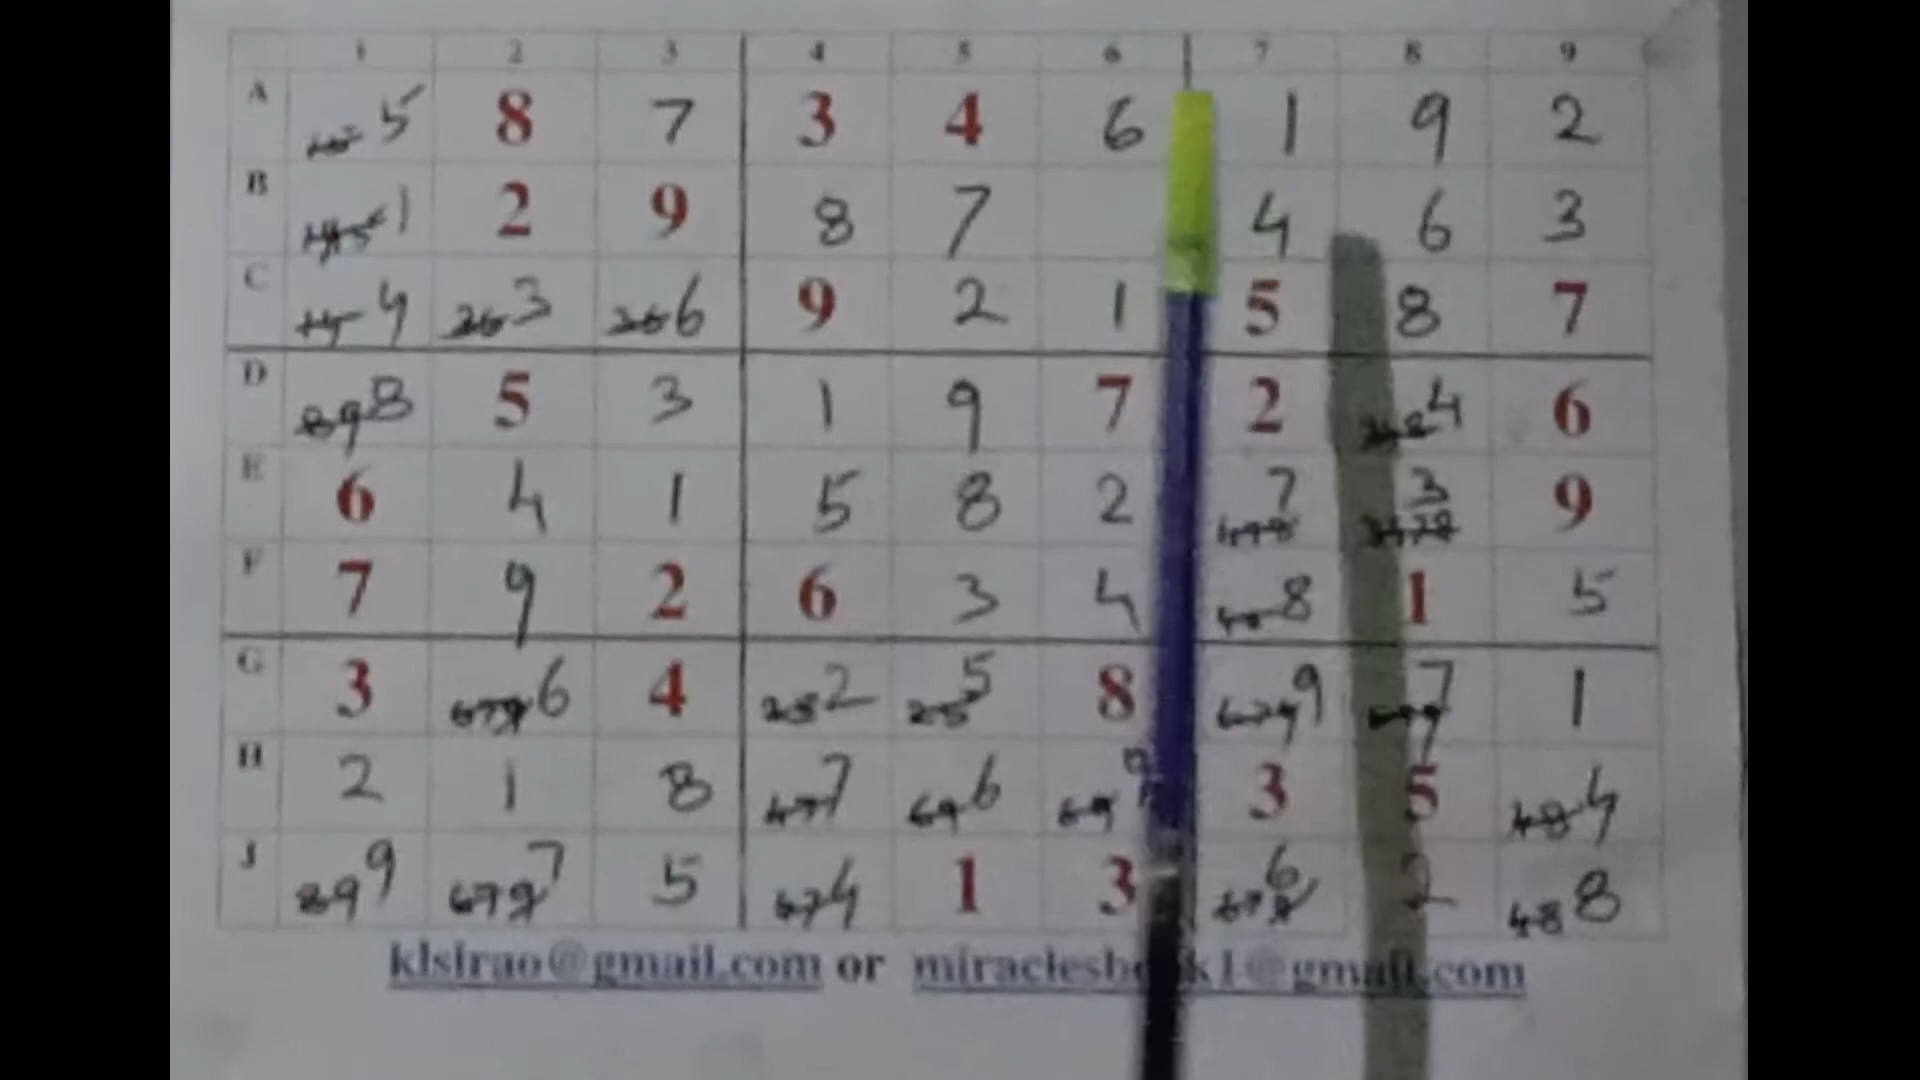 1 2 3 4 5 6 7 8 9
A 5 8 7 3 4 6 1 9 2
B 1 2 9 8 7 4 6 3
C 4 3 6 9 2 1 5 8 7
D 89 8 5 3 1 9 7 2 4 6
E 6 4 1 5 8 2 7 3 9
F 7 9 2 6 3 4 8 1 5
G 3 6 4 2 5 8 9 7 1
H 2 1 8 7 6 3 5 4
J 89 9 7 5 4 1 3 6 2 8
klsirao@gmail.com or